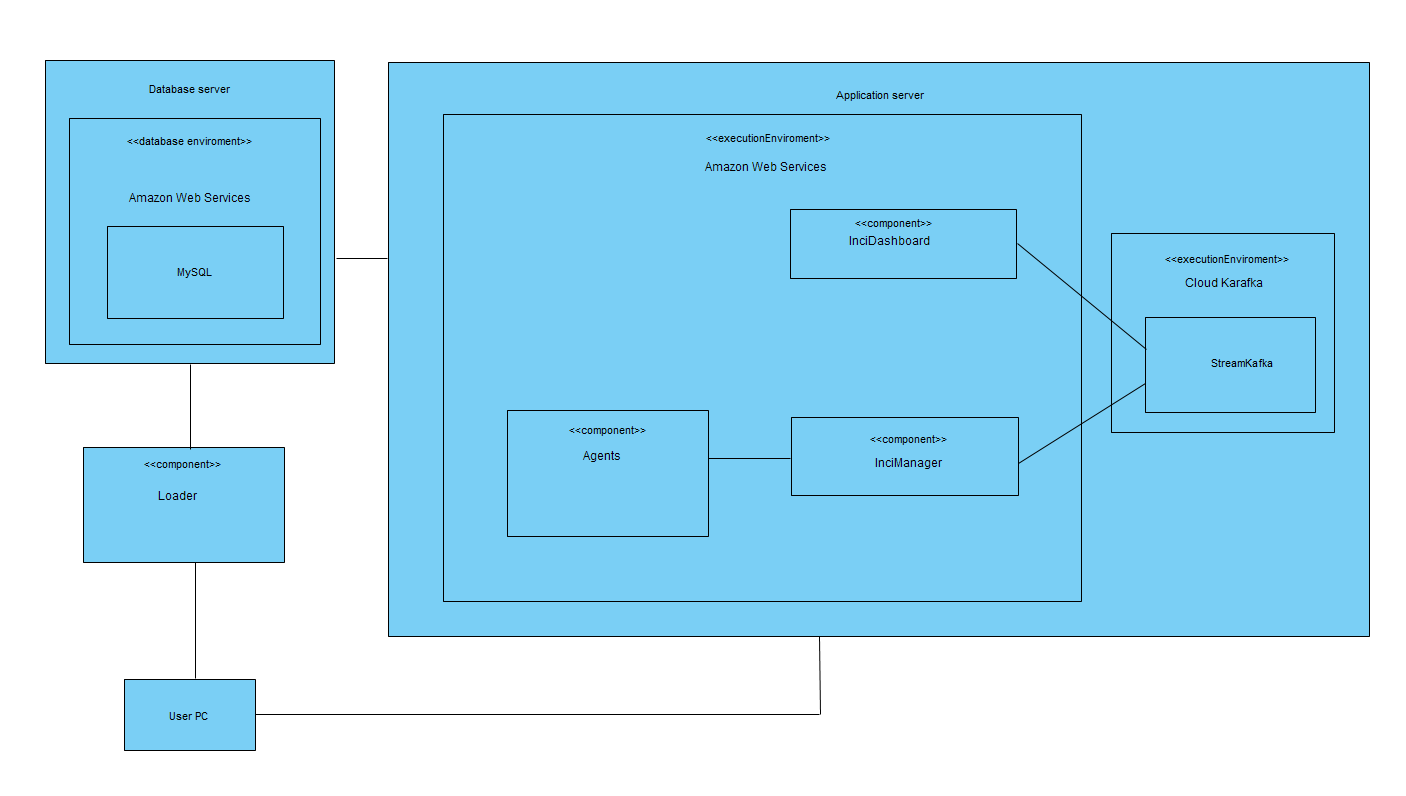 Database server
<<database enviroment>>
Amazon Web Services
MySQL
Application server
<<executionEnviroment>>
Amazon Web Services
<<component>>
InciDashboard
<<executionEnviroment>>
Cloud Karafka
StreamKafka
<<component>>
Agents
<<component>>
InciManager
<<component>>
Loader
User PC